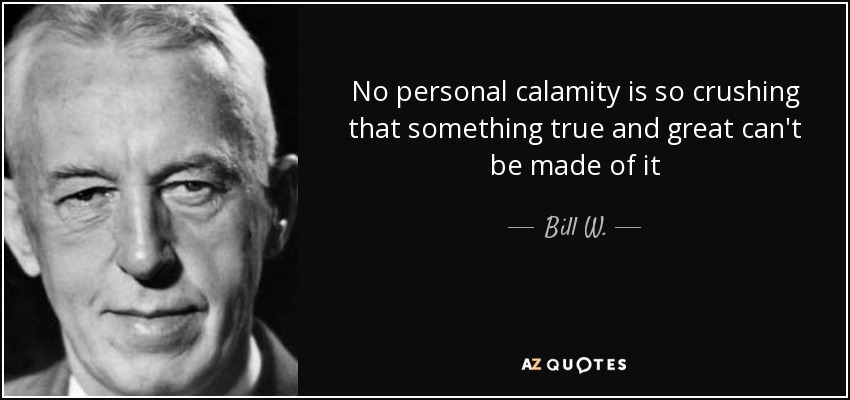 No personal calamity is so crushing
that something true and great can't
be made of it
— Bill W. —
AZ QUOTES